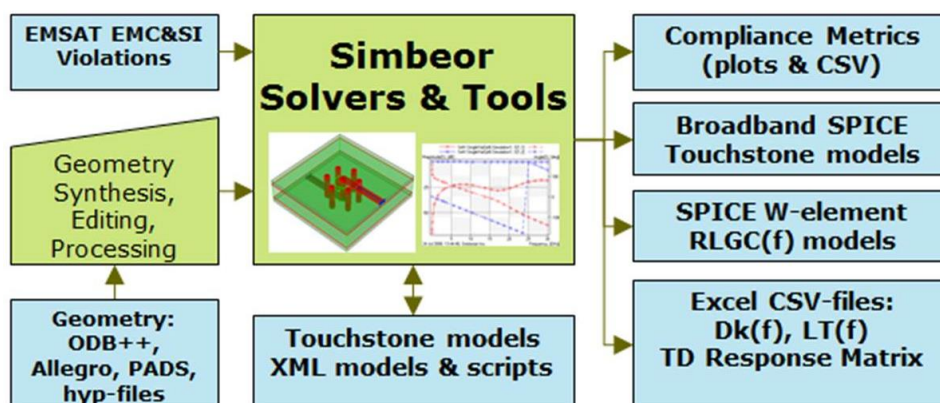 EMSAT EMC&SI
Violations
Simbeor
Solvers & Tools
Geometry
Synthesis,
Editing,
Processing
Geometry:
ODB++,
Allegro, PADS,
hyp-files
Touchstone models
XML models & scripts
Compliance Metrics
(plots & CSV)
Broadband SPICE
Touchstone models
SPICE W-element
RLGC(f) models
Excel CSV-files:
Dk(f), LT(f)
TD Response Matrix